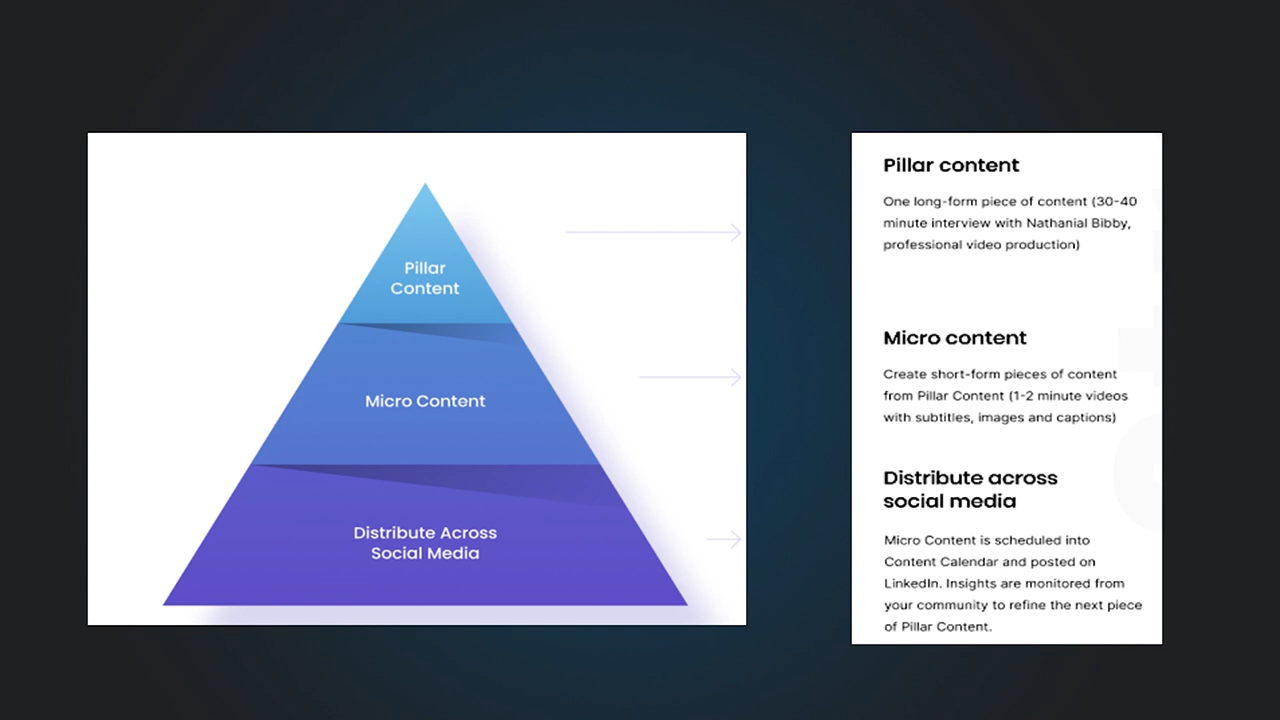 Pillar
Content
Micro Content
Distribute Across
Social Media
Pillar content
One long-form piece of content (30-40
minute interview with Nathanial Bibby,
professional video production)
Micro content
Create short-form pieces of content
from Pillar Content (1-2 minute videos
with subtitles, images and captions)
Distribute across
social media
Micro Content is scheduled into
Content Calendar and posted on
LinkedIn. Insights are monitored from
your community to refine the next piece
of Pillar Content.